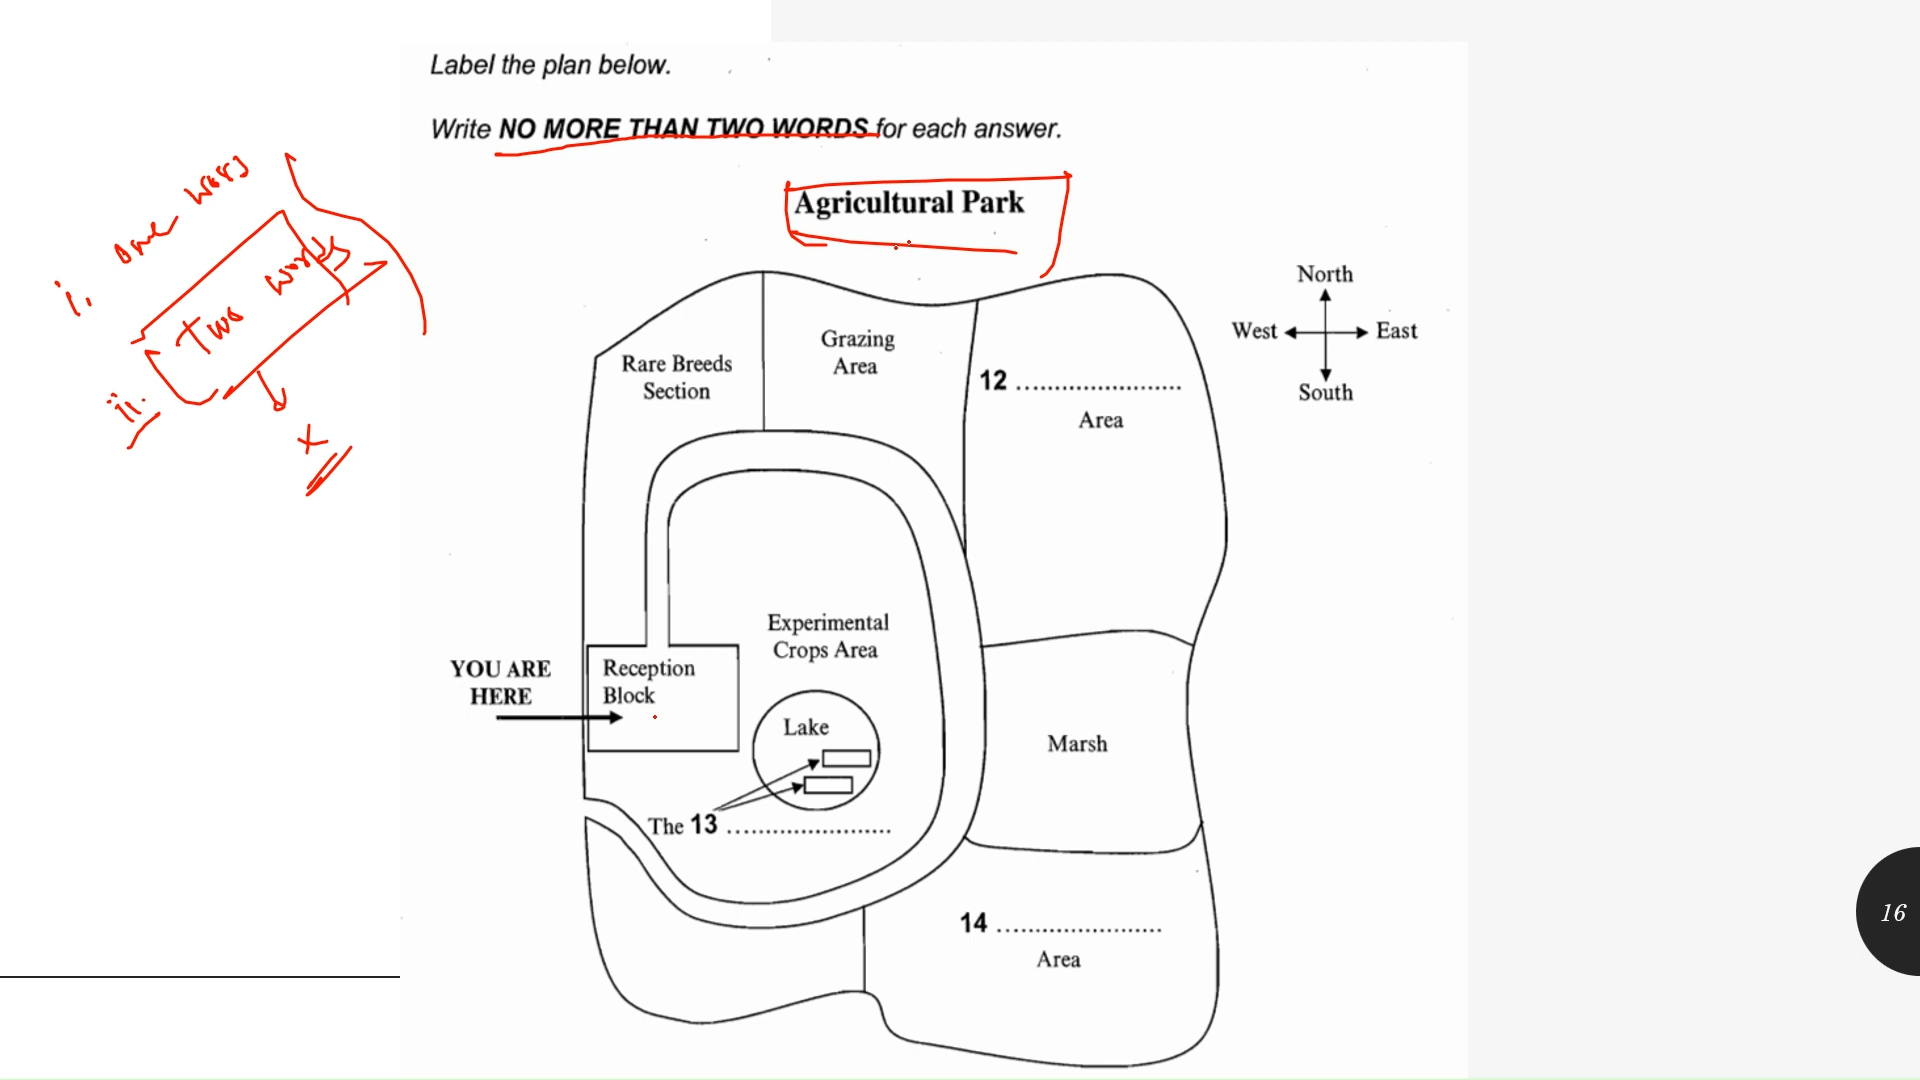 Label the plan below.
Write NO MORE THAN TWO WORDS for each answer.
Agricultural Park
i. One word
ii. Two words
x
North
West East
South
Rare Breeds
Section
Grazing
Area
12 ......................
Area
Experimental
Crops Area
YOU ARE
HERE
Reception
Block
Lake
The 13 ......................
Marsh
14 ......................
Area
16